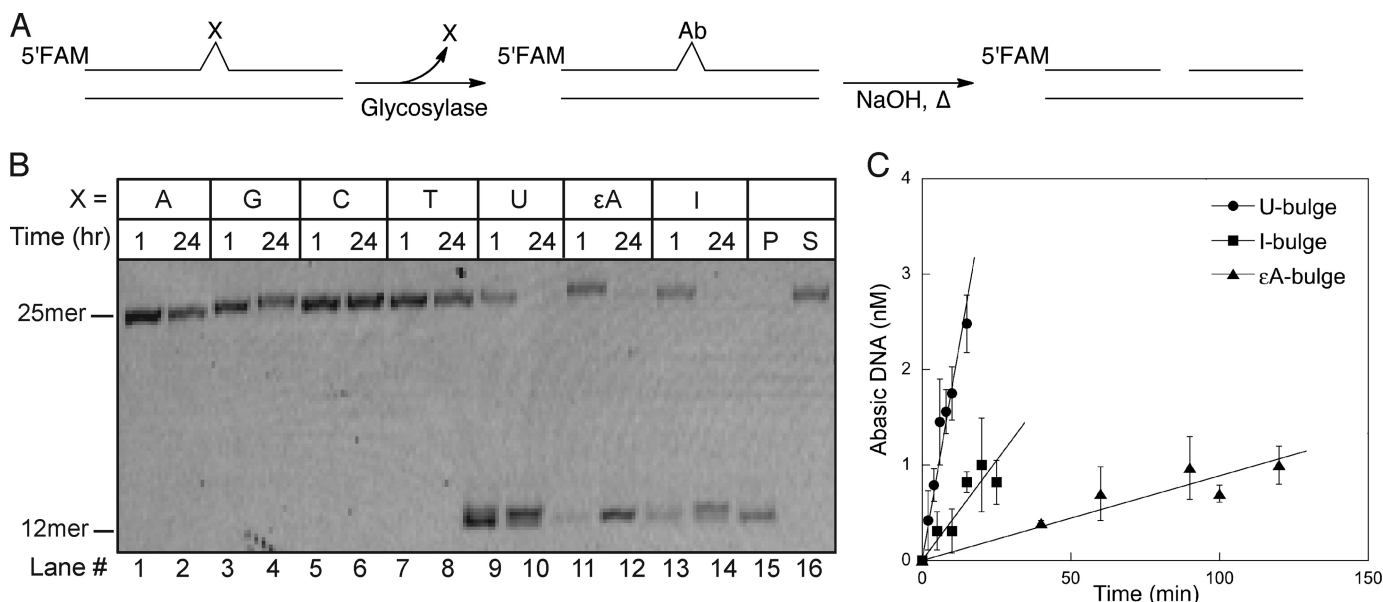 A
5'FAM X
Glycosylase X
5'FAM Ab
NaOH, Δ
5'FAM
B
X = A G C T U εA I
Time (hr) 1 24 1 24 1 24 1 24 1 24 1 24 1 24 P S
25mer
12mer
Lane # 1 2 3 4 5 6 7 8 9 10 11 12 13 14 15 16
C
Abasic DNA (nM)
4
3
2
1
0
0 50 100 150
Time (min)
U-bulge
I-bulge
εA-bulge